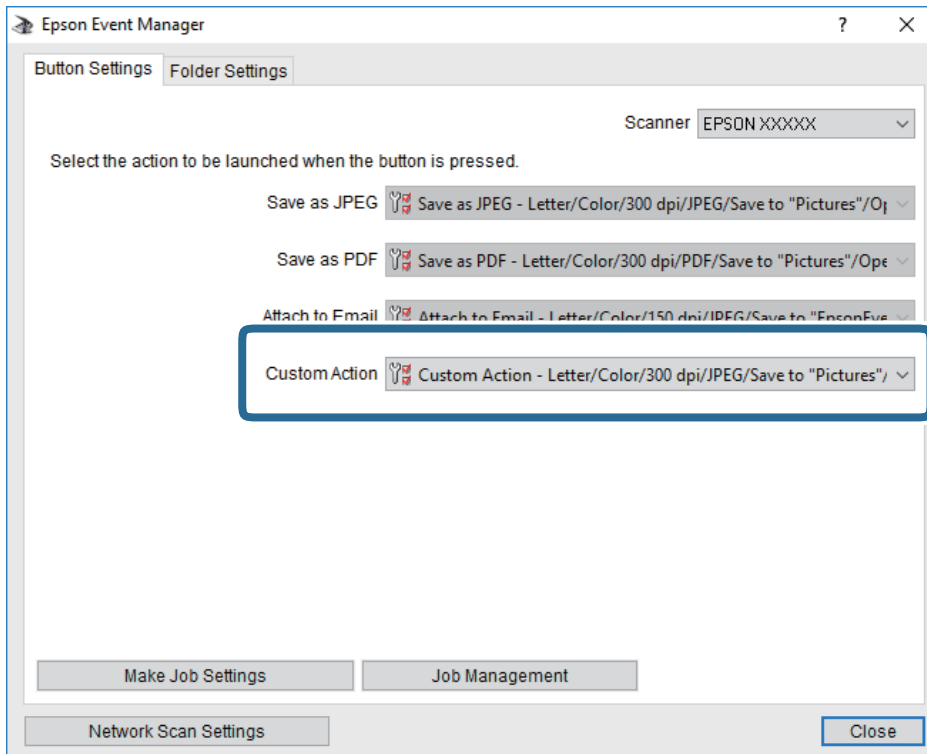 Epson Event Manager
Button Settings Folder Settings
Scanner EPSON XXXXX
Select the action to be launched when the button is pressed.
Save as JPEG Save as JPEG - Letter/Color/300 dpi/JPEG/Save to "Pictures"/Op
Save as PDF Save as PDF - Letter/Color/300 dpi/PDF/Save to "Pictures"/Ope
Attach to Email Attach to Email - Letter/Color/150 dpi/JPEG/Save to "EpsonEve
Custom Action Custom Action - Letter/Color/300 dpi/JPEG/Save to "Pictures"/
Make Job Settings Job Management
Network Scan Settings Close